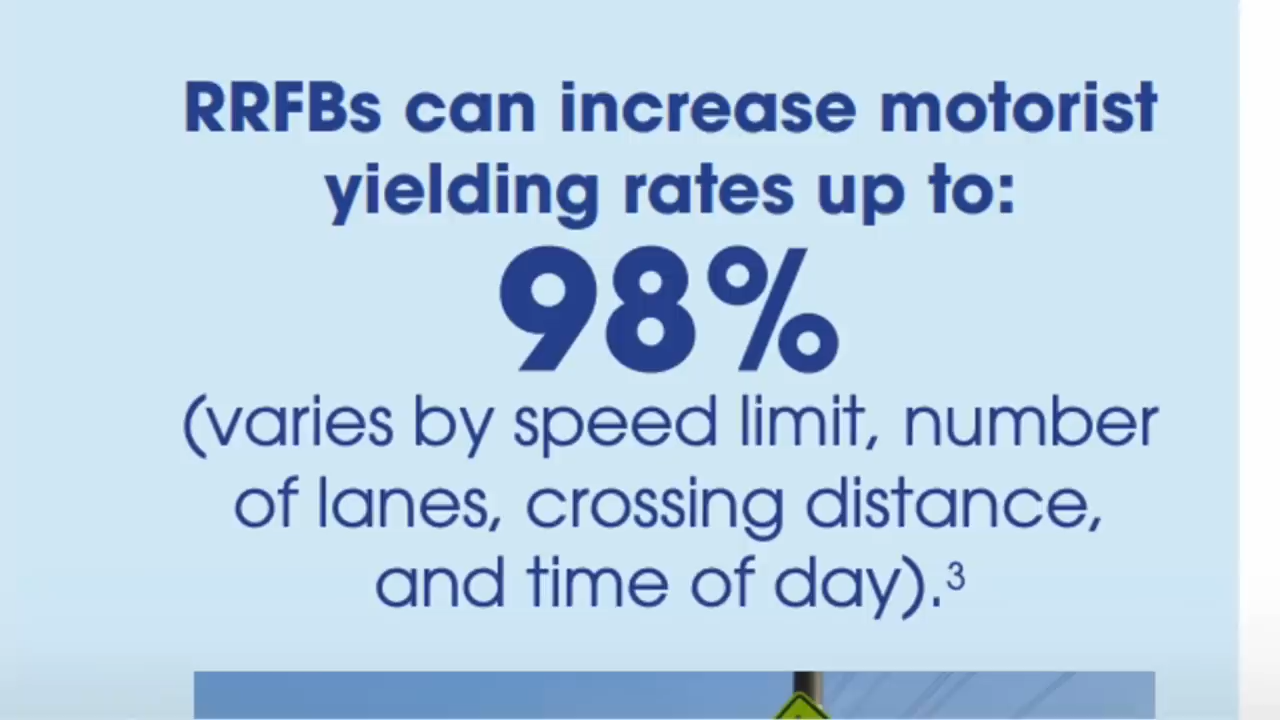 RRFBs can increase motorist
yielding rates up to:
98%
(varies by speed limit, number
of lanes, crossing distance,
and time of day).3